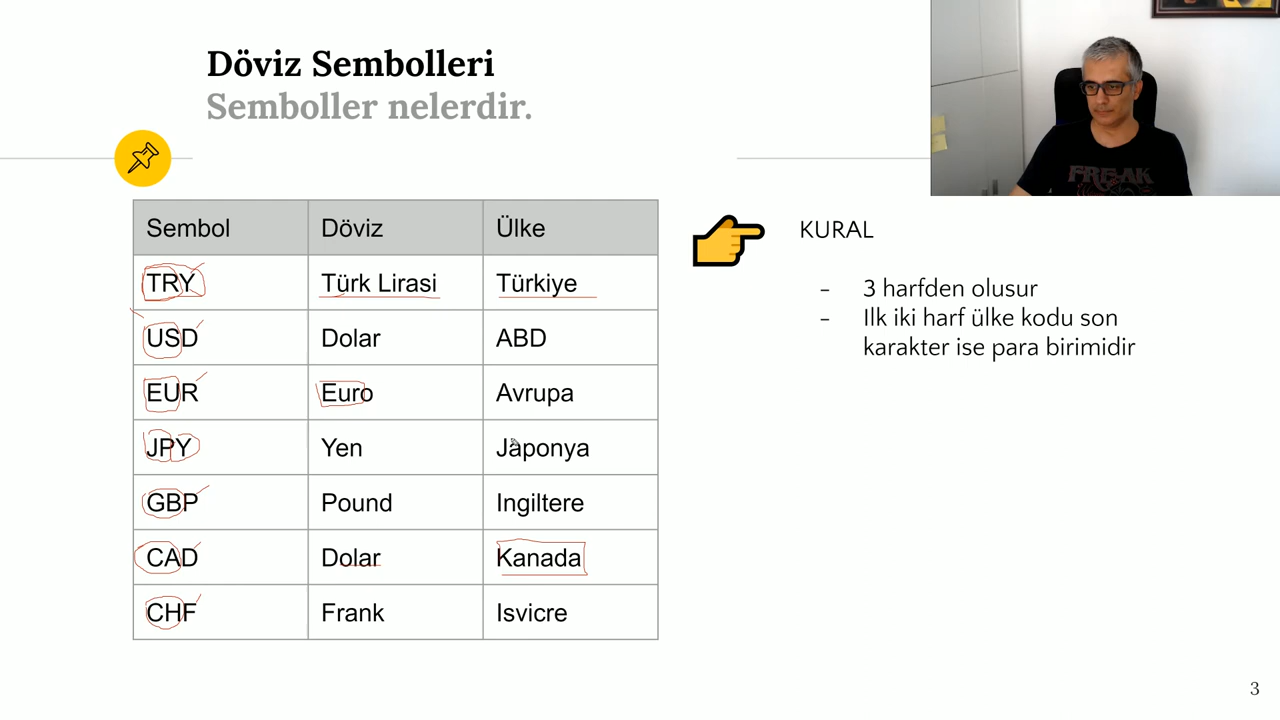 Döviz Sembolleri
Semboller nelerdir.
Sembol Döviz Ülke
TRY Türk Lirasi Türkiye
USD Dolar ABD
EUR Euro Avrupa
JPY Yen Japonya
GBP Pound Ingiltere
CAD Dolar Kanada
CHF Frank Isvicre
KURAL
- 3 harfden olusur
- Ilk iki harf ülke kodu son
karakter ise para birimidir
FREAK
3